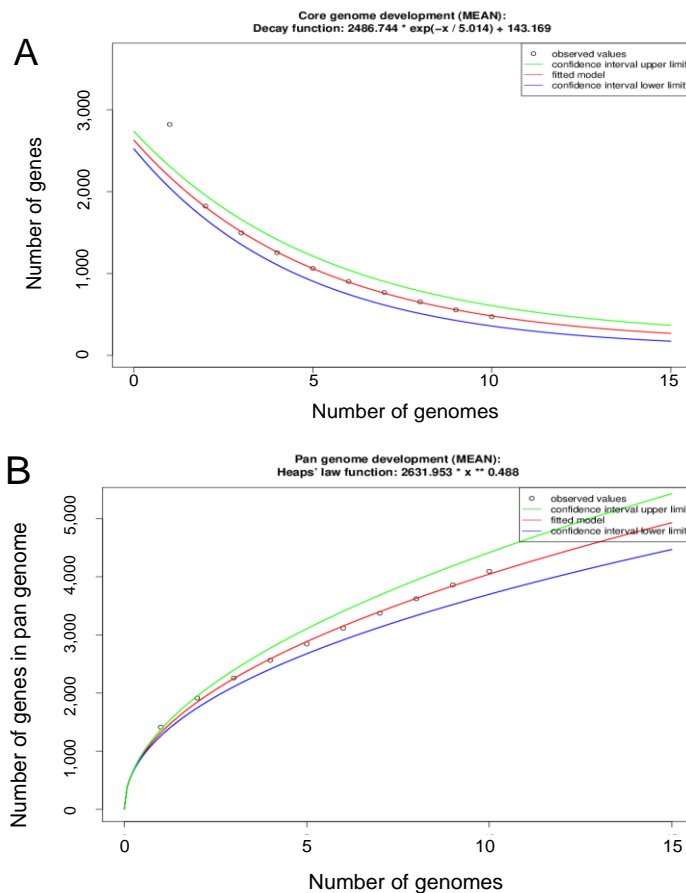 A
Core genome development (MEAN):
Decay function: 2486.744 * exp(−x / 5.014) + 143.169
observed values
confidence interval upper limit
fitted model
confidence interval lower limit
Number of genes
3,000
2,000
1,000
0
0 5 10 15
Number of genomes
B
Pan genome development (MEAN):
Heaps' law function: 2631.953 * x ** 0.488
observed values
confidence interval upper limit
fitted model
confidence interval lower limit
Number of genes in pan genome
5,000
4,000
3,000
2,000
1,000
0
0 5 10 15
Number of genomes